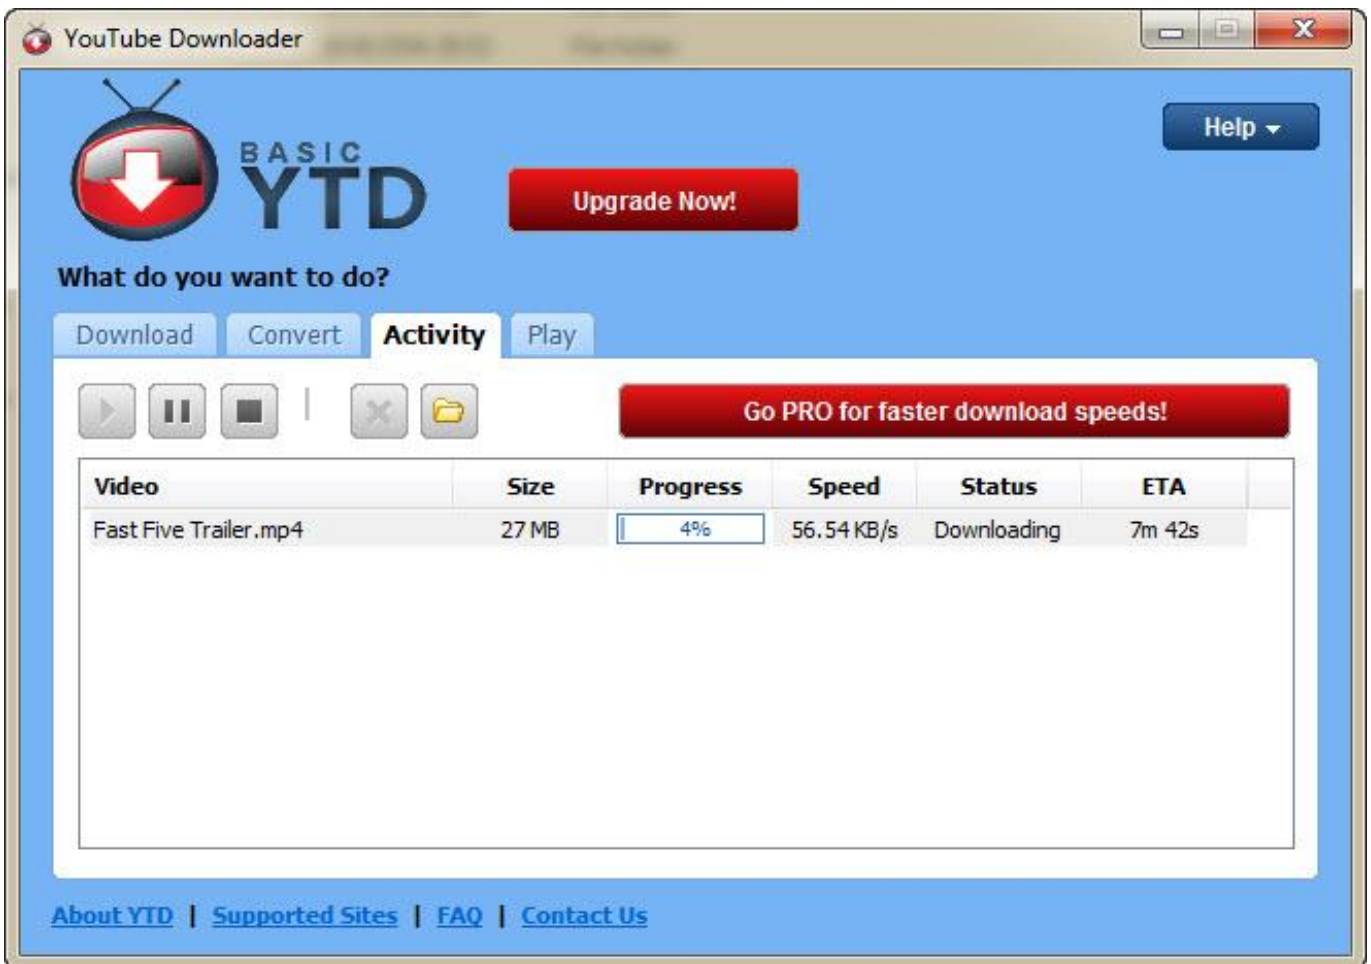 YouTube Downloader
Help
BASIC
YTD
Upgrade Now!
What do you want to do?
Download Convert Activity Play
Go PRO for faster download speeds!
Video Size Progress Speed Status ETA
Fast Five Trailer.mp4 27 MB 4% 56.54 KB/s Downloading 7m 42s
About YTD | Supported Sites | FAQ | Contact Us